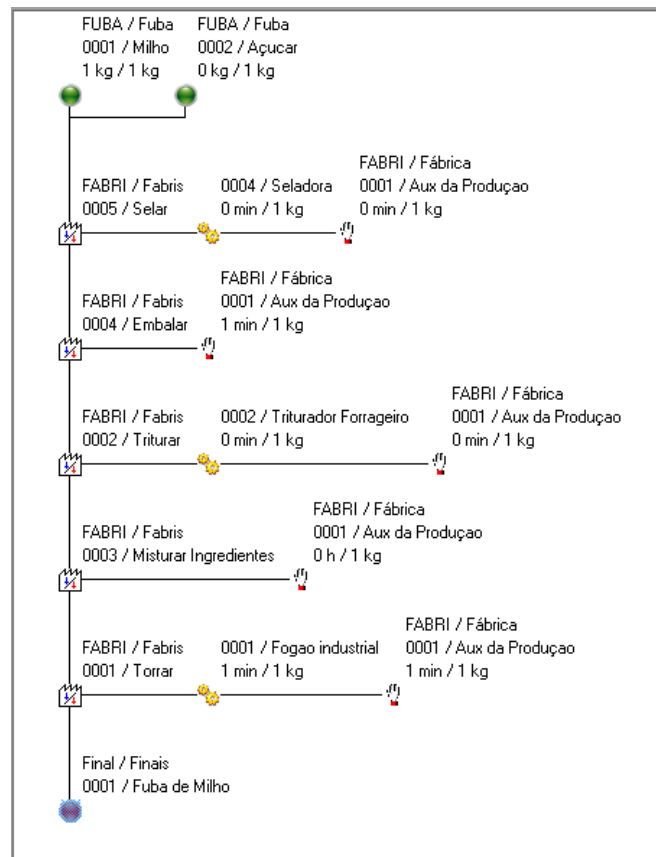 FUBA / Fuba
0001 / Milho
1 kg / 1 kg
FUBA / Fuba
0002 / Açucar
0 kg / 1 kg
FABRI / Fabris
0005 / Selar
0004 / Seladora
0 min / 1 kg
FABRI / Fábrica
0001 / Aux da Produçao
0 min / 1 kg
FABRI / Fabris
0004 / Embalar
FABRI / Fábrica
0001 / Aux da Produçao
1 min / 1 kg
FABRI / Fabris
0002 / Triturar
0002 / Triturador Forrageiro
0 min / 1 kg
FABRI / Fábrica
0001 / Aux da Produçao
0 min / 1 kg
FABRI / Fabris
0003 / Misturar Ingredientes
FABRI / Fábrica
0001 / Aux da Produçao
0 h / 1 kg
FABRI / Fabris
0001 / Torrar
0001 / Fogao industrial
1 min / 1 kg
FABRI / Fábrica
0001 / Aux da Produçao
1 min / 1 kg
Final / Finais
0001 / Fuba de Milho